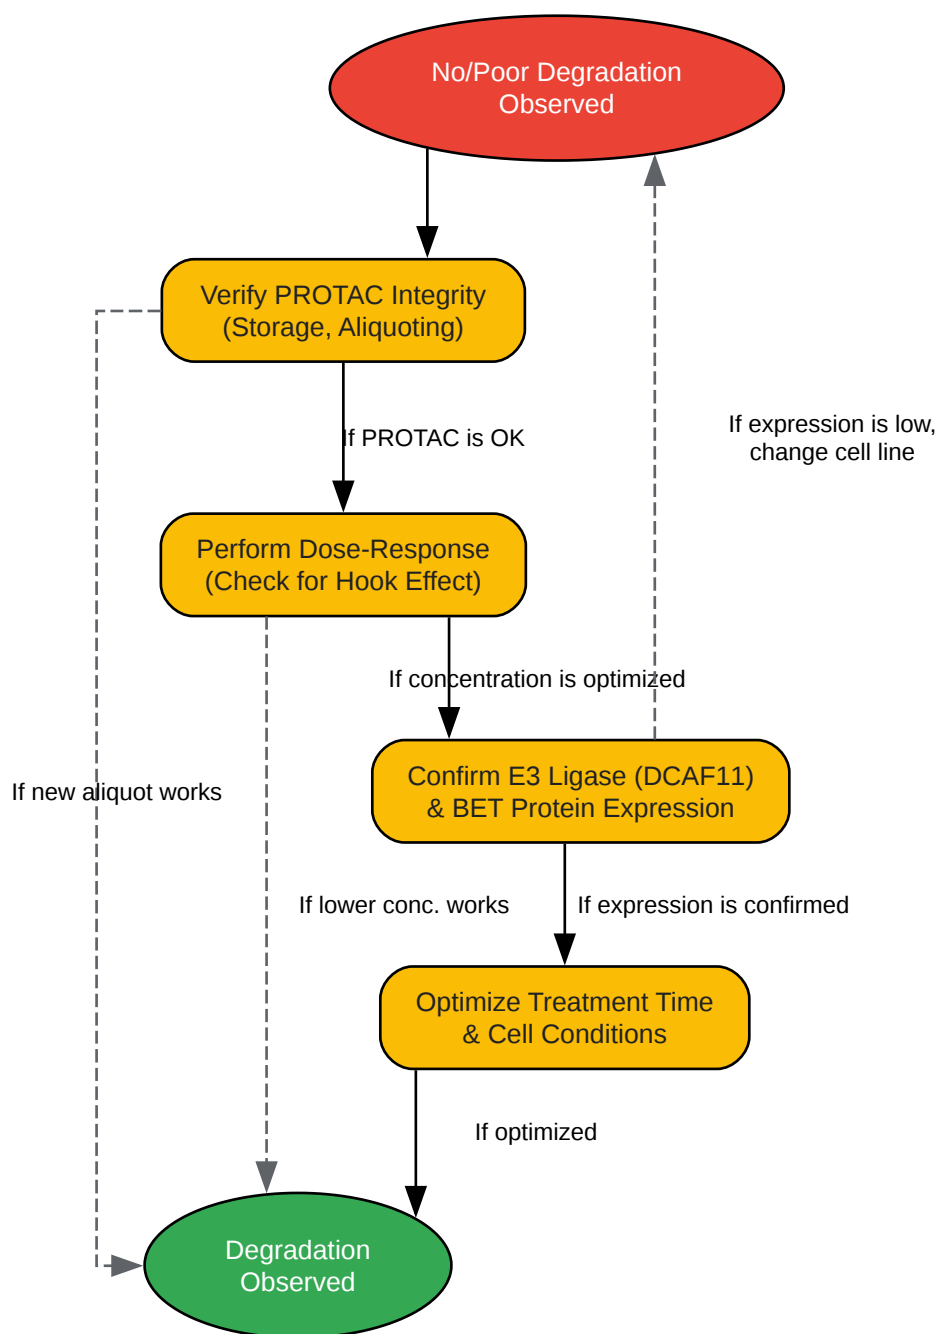 No/Poor Degradation
Observed
Verify PROTAC Integrity
(Storage, Aliquoting)
If PROTAC is OK
If expression is low,
change cell line
Perform Dose-Response
(Check for Hook Effect)
If concentration is optimized
Confirm E3 Ligase (DCAF11)
& BET Protein Expression
If new aliquot works
If lower conc. works
If expression is confirmed
Optimize Treatment Time
& Cell Conditions
If optimized
Degradation
Observed